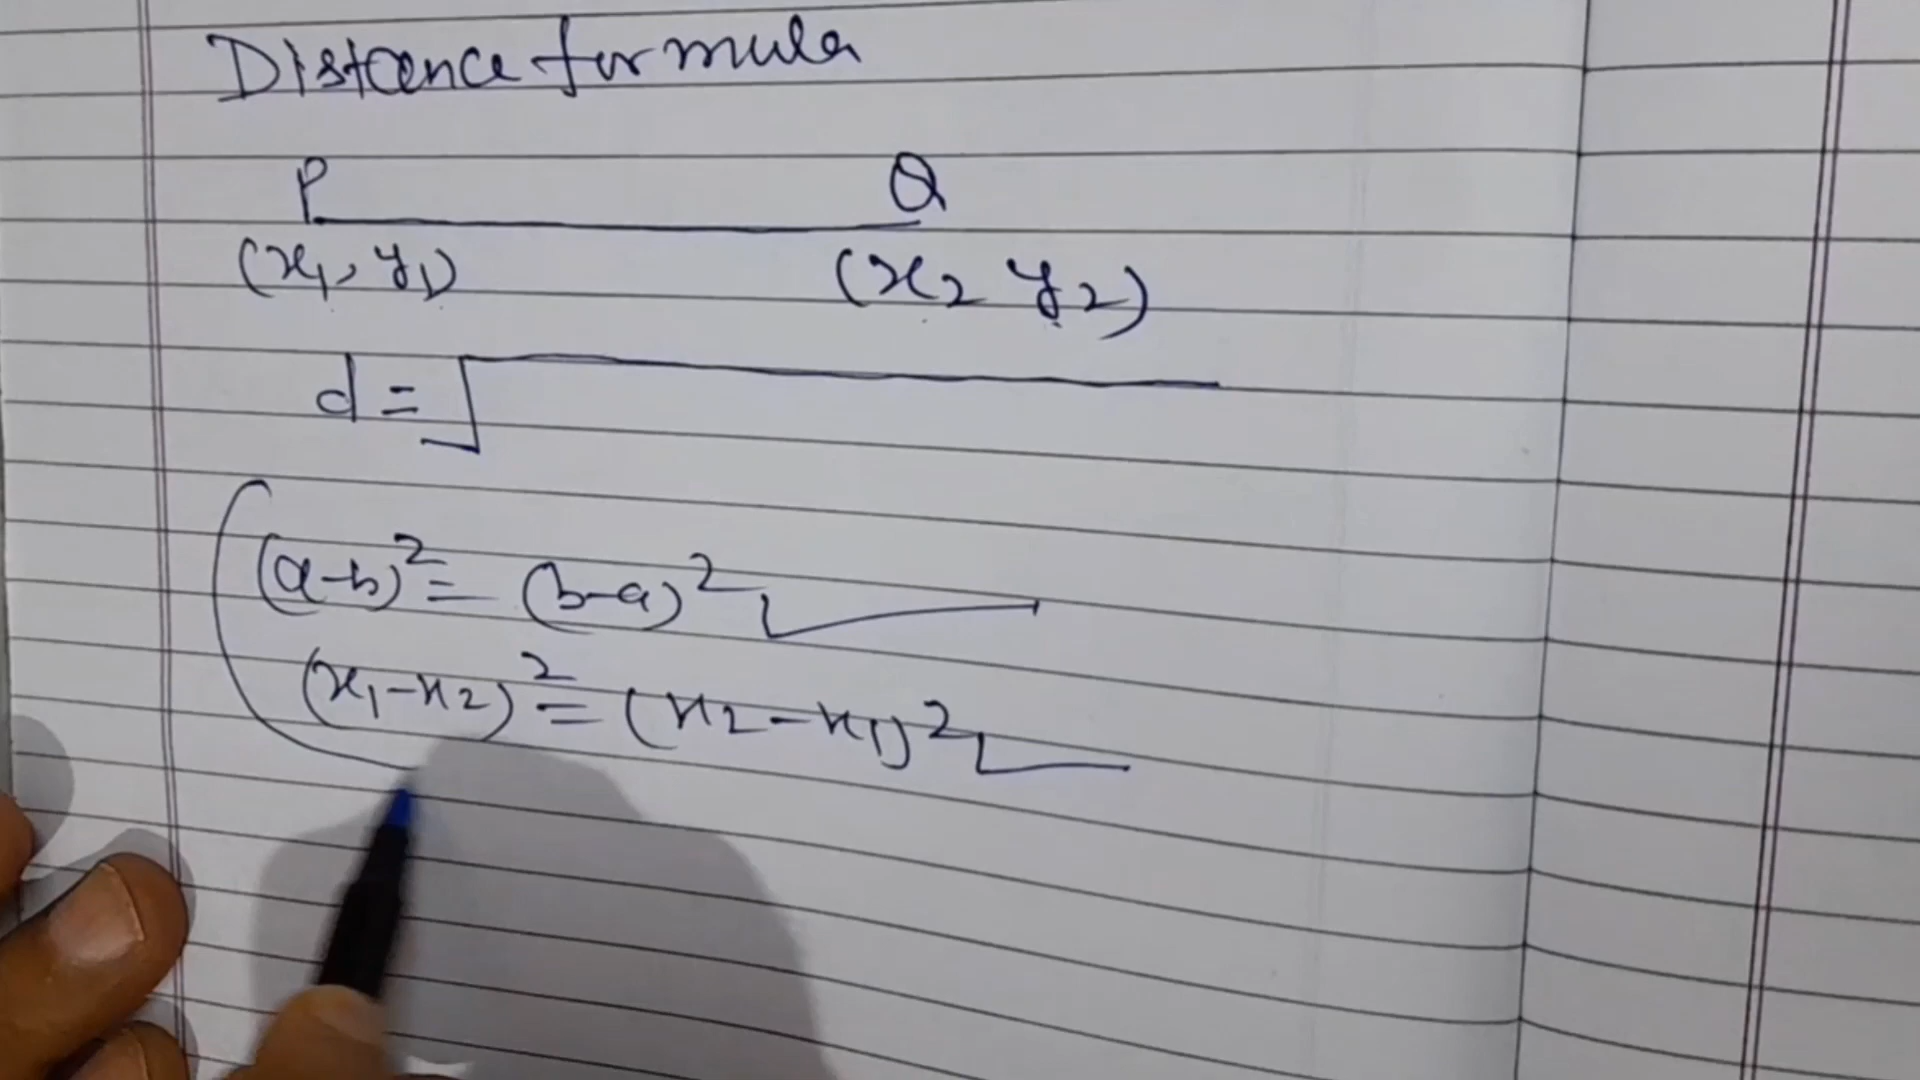 Distance formula
P Q
(x₁, y₁) (x₂ y₂)
d = √
(a-b)² = (b-a)²
(x₁-x₂)² = (x₂-x₁)²